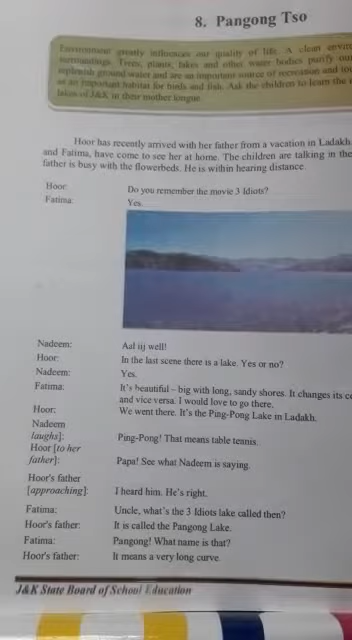 8. Pangong Tso
Environment greatly influences our quality of life. A clean
surroundings. Trees, plants, lakes and other water bodies purify
replenish ground water and are an important source of recreation and
as an important habitat for birds and fish. Ask the children to learn the
lakes of J&K in their mother tongue.
Hoor has recently arrived with her father from a vacation in Ladakh.
and Fatima, have come to see her at home. The children are talking in the
father is busy with the flowerbeds. He is within hearing distance.
Hoor: Do you remember the movie 3 Idiots?
Fatima: Yes.
Nadeem: Aal iij well!
Hoor: In the last scene there is a lake. Yes or no?
Nadeem: Yes.
Fatima: It's beautiful – big with long, sandy shores. It changes its
and vice versa. I would love to go there.
Hoor: We went there. It's the Ping-Pong Lake in Ladakh.
Nadeem
laughs]: Ping-Pong! That means table tennis.
Hoor [to her
father]: Papa! See what Nadeem is saying.
Hoor's father
[approaching]: I heard him. He's right.
Fatima: Uncle, what's the 3 Idiots lake called then?
Hoor's father: It is called the Pangong Lake.
Fatima: Pangong! What name is that?
Hoor's father: It means a very long curve.
J&K State Board of School Education